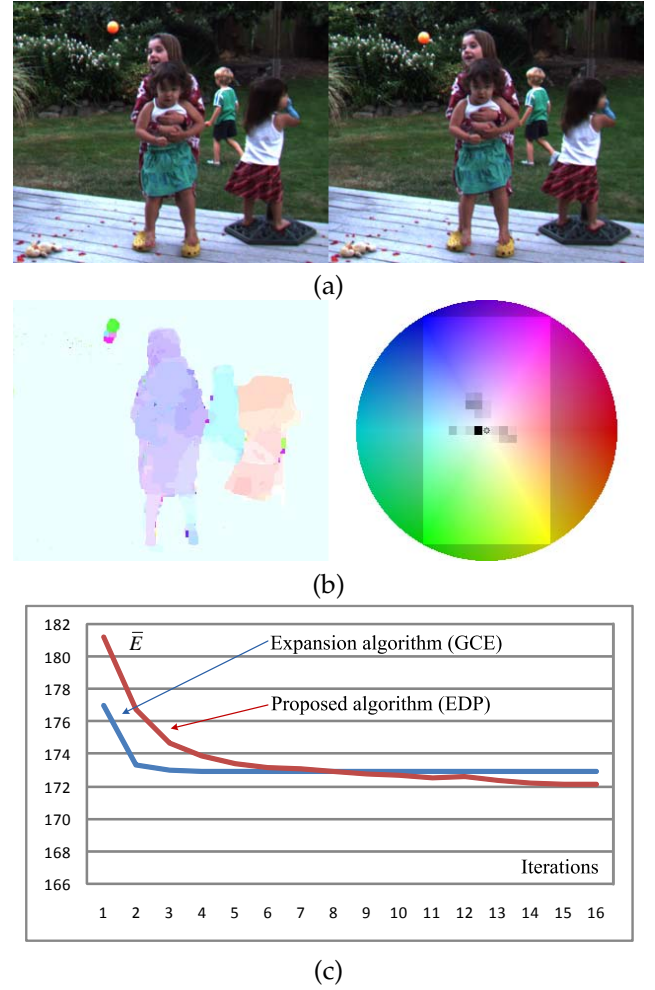 (a)
(b)
182
180
178
176
174
172
170
168
166
E̅
Expansion algorithm (GCE)
Proposed algorithm (EDP)
Iterations
1 2 3 4 5 6 7 8 9 10 11 12 13 14 15 16
(c)